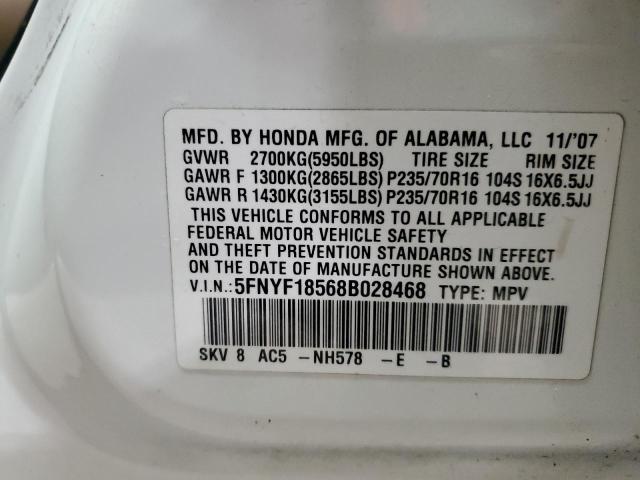 MFD. BY HONDA MFG. OF ALABAMA, LLC 11/'07
GVWR 2700KG(5950LBS) TIRE SIZE RIM SIZE
GAWR F 1300KG(2865LBS) P235/70R16 104S 16X6.5JJ
GAWR R 1430KG(3155LBS) P235/70R16 104S 16X6.5JJ
THIS VEHICLE CONFORMS TO ALL APPLICABLE
FEDERAL MOTOR VEHICLE SAFETY
AND THEFT PREVENTION STANDARDS IN EFFECT
ON THE DATE OF MANUFACTURE SHOWN ABOVE.
V.I.N.:5FNYF18568B028468 TYPE: MPV
SKV 8 AC5 -NH578 -E -B